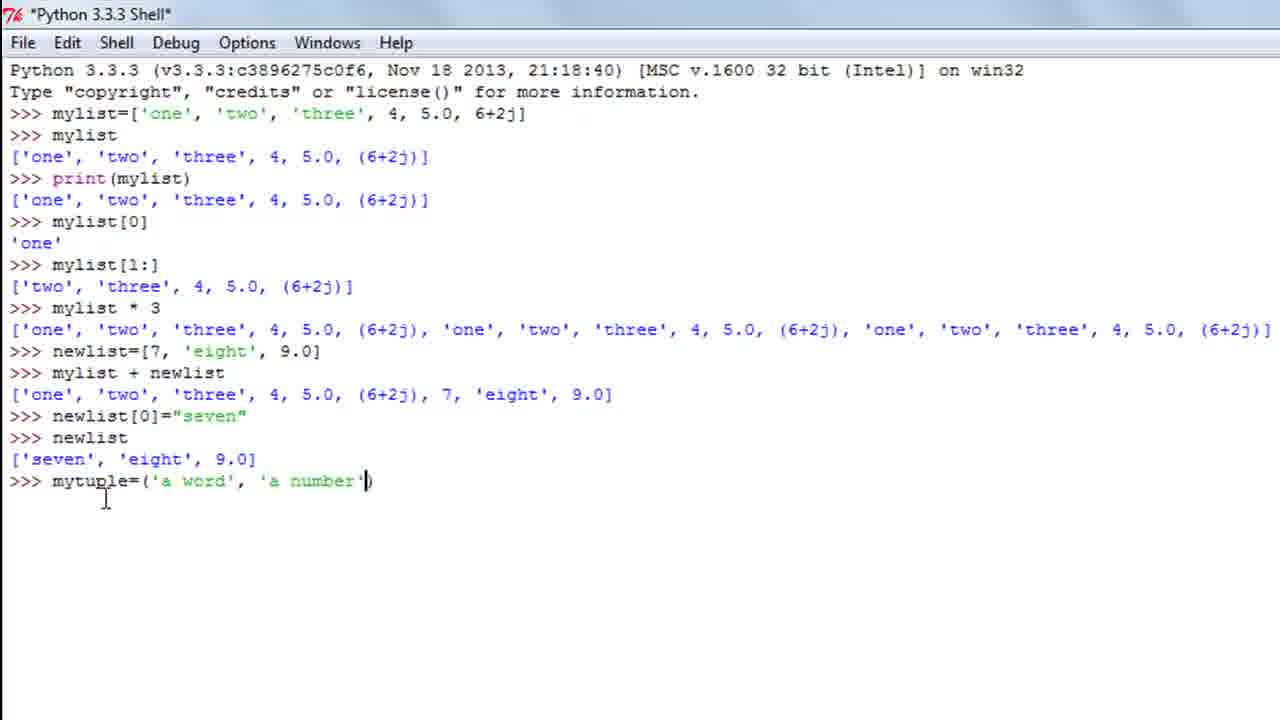 *Python 3.3.3 Shell*
File Edit Shell Debug Options Windows Help
Python 3.3.3 (v3.3.3:c3896275c0f6, Nov 18 2013, 21:18:40) [MSC v.1600 32 bit (Intel)] on win32
Type "copyright", "credits" or "license()" for more information.
>>> mylist=['one', 'two', 'three', 4, 5.0, 6+2j]
>>> mylist
['one', 'two', 'three', 4, 5.0, (6+2j)]
>>> print(mylist)
['one', 'two', 'three', 4, 5.0, (6+2j)]
>>> mylist[0]
'one'
>>> mylist[1:]
['two', 'three', 4, 5.0, (6+2j)]
>>> mylist * 3
['one', 'two', 'three', 4, 5.0, (6+2j), 'one', 'two', 'three', 4, 5.0, (6+2j), 'one', 'two', 'three', 4, 5.0, (6+2j)]
>>> newlist=[7, 'eight', 9.0]
>>> mylist + newlist
['one', 'two', 'three', 4, 5.0, (6+2j), 7, 'eight', 9.0]
>>> newlist[0]="seven"
>>> newlist
['seven', 'eight', 9.0]
>>> mytuple=('a word', 'a number')